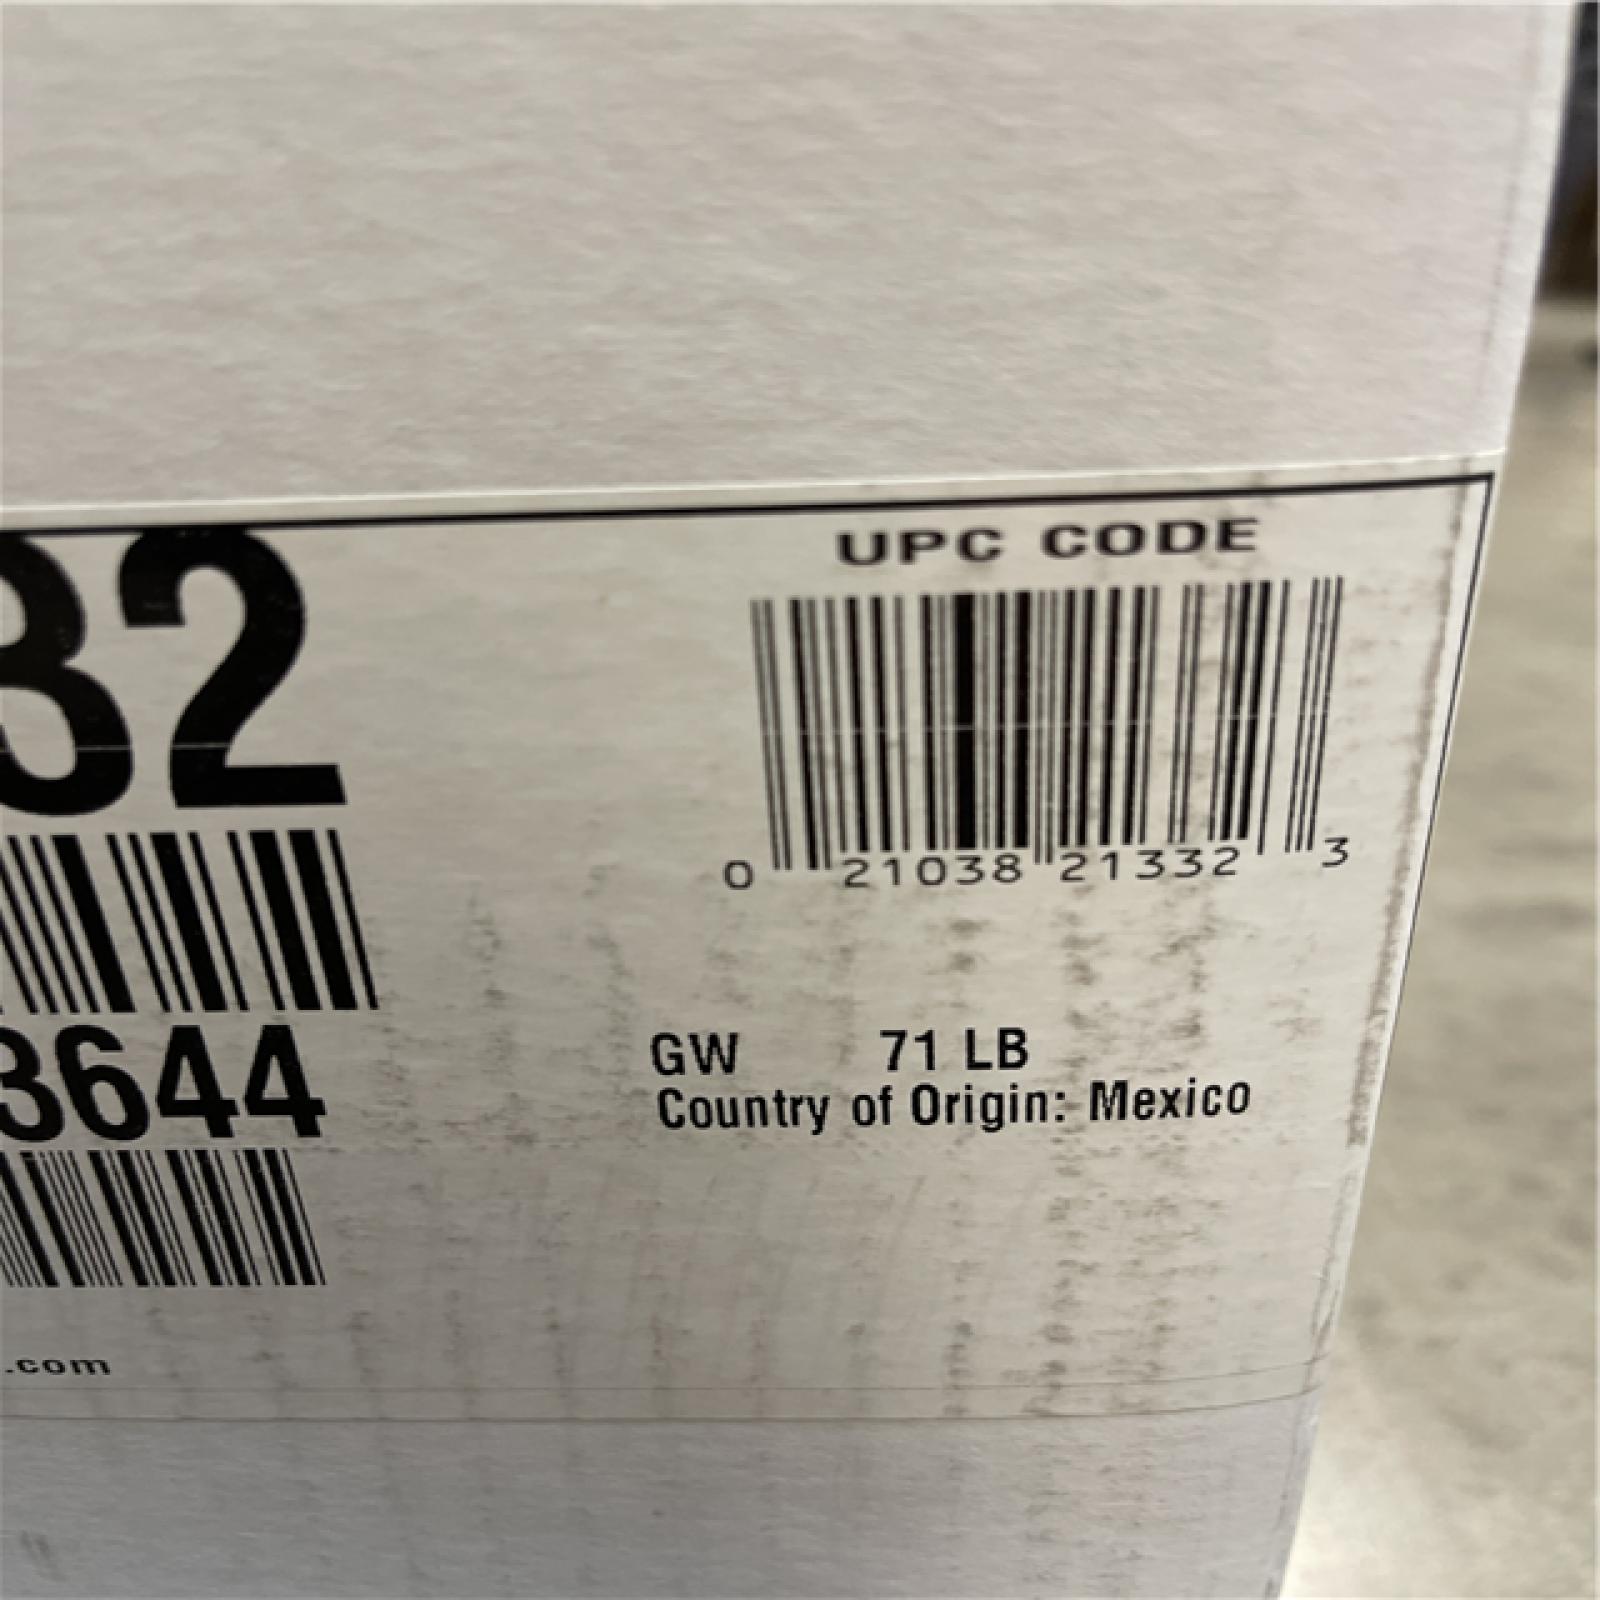 32
UPC CODE
0 21038 21332 3
3644
GW 71 LB
Country of Origin: Mexico
.com